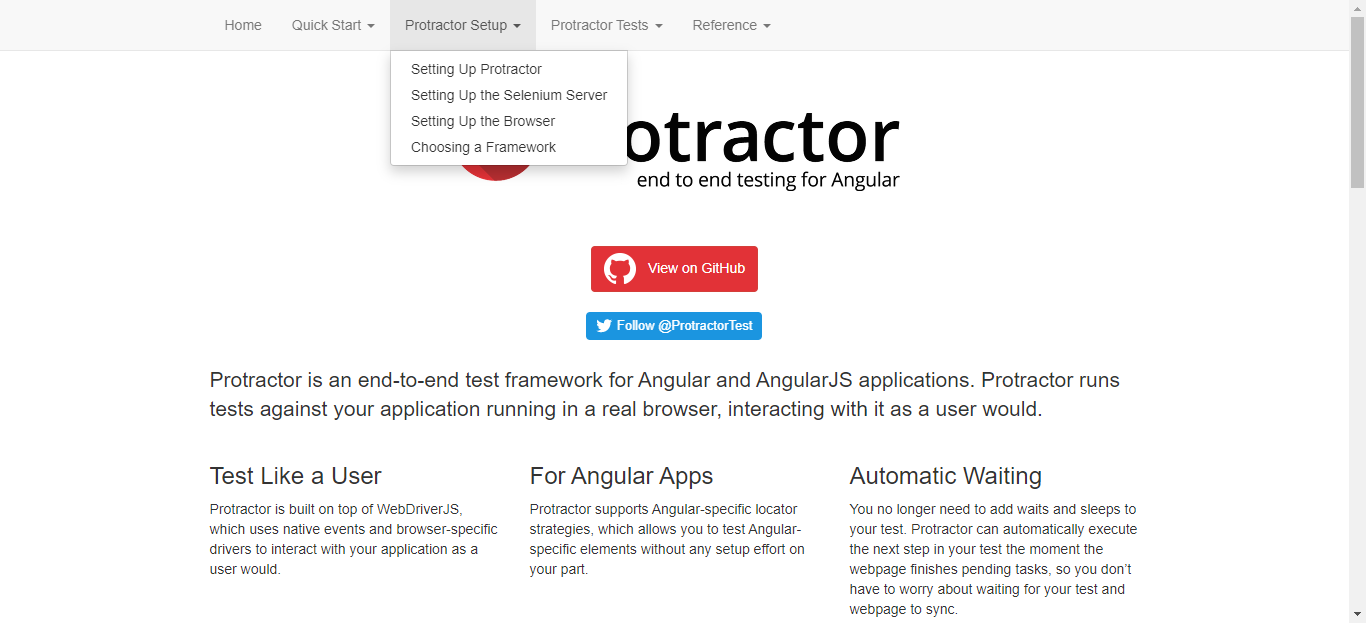 Home Quick Start Protractor Setup Protractor Tests Reference
Setting Up Protractor
Setting Up the Selenium Server
Setting Up the Browser
Choosing a Framework
otractor
end to end testing for Angular
View on GitHub
Follow @ProtractorTest
Protractor is an end-to-end test framework for Angular and AngularJS applications. Protractor runs
tests against your application running in a real browser, interacting with it as a user would.
Test Like a User
Protractor is built on top of WebDriverJS,
which uses native events and browser-specific
drivers to interact with your application as a
user would.
For Angular Apps
Protractor supports Angular-specific locator
strategies, which allows you to test Angular-
specific elements without any setup effort on
your part.
Automatic Waiting
You no longer need to add waits and sleeps to
your test. Protractor can automatically execute
the next step in your test the moment the
webpage finishes pending tasks, so you don’t
have to worry about waiting for your test and
webpage to sync.